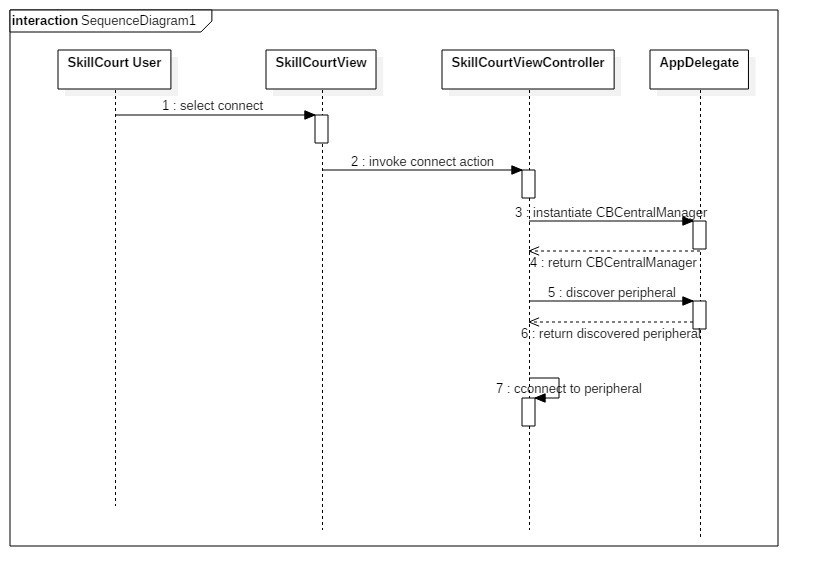 interaction SequenceDiagram1
SkillCourt User
SkillCourtView
SkillCourtViewController
AppDelegate
1 : select connect
2 : invoke connect action
3 : instantiate CBCentralManager
4 : return CBCentralManager
5 : discover peripheral
6 : return discovered peripheral
7 : cconnect to peripheral